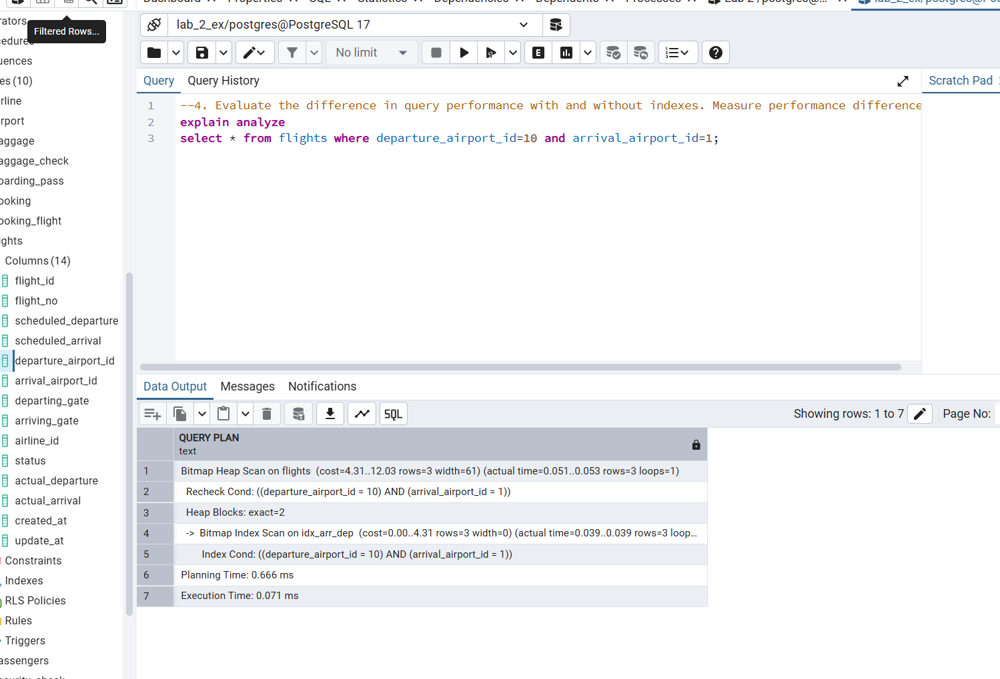 Filtered Rows...
lab_2_ex/postgres@PostgreSQL 17
No limit
Query
Query History
Scratch Pad
1 --4. Evaluate the difference in query performance with and without indexes. Measure performance difference
2 explain analyze
3 select * from flights where departure_airport_id=10 and arrival_airport_id=1;
Data Output
Messages
Notifications
SQL
Showing rows: 1 to 7
Page No:
QUERY PLAN
text
1 Bitmap Heap Scan on flights (cost=4.31..12.03 rows=3 width=61) (actual time=0.051..0.053 rows=3 loops=1)
2 Recheck Cond: ((departure_airport_id = 10) AND (arrival_airport_id = 1))
3 Heap Blocks: exact=2
4 -> Bitmap Index Scan on idx_arr_dep (cost=0.00..4.31 rows=3 width=0) (actual time=0.039..0.039 rows=3 loop...
5 Index Cond: ((departure_airport_id = 10) AND (arrival_airport_id = 1))
6 Planning Time: 0.666 ms
7 Execution Time: 0.071 ms
rators
cedures
uences
es (10)
rline
rport
aggage
aggage_check
oarding_pass
ooking
ooking_flight
ights
Columns (14)
flight_id
flight_no
scheduled_departure
scheduled_arrival
departure_airport_id
arrival_airport_id
departing_gate
arriving_gate
airline_id
status
actual_departure
actual_arrival
created_at
update_at
Constraints
Indexes
RLS Policies
Rules
Triggers
assengers